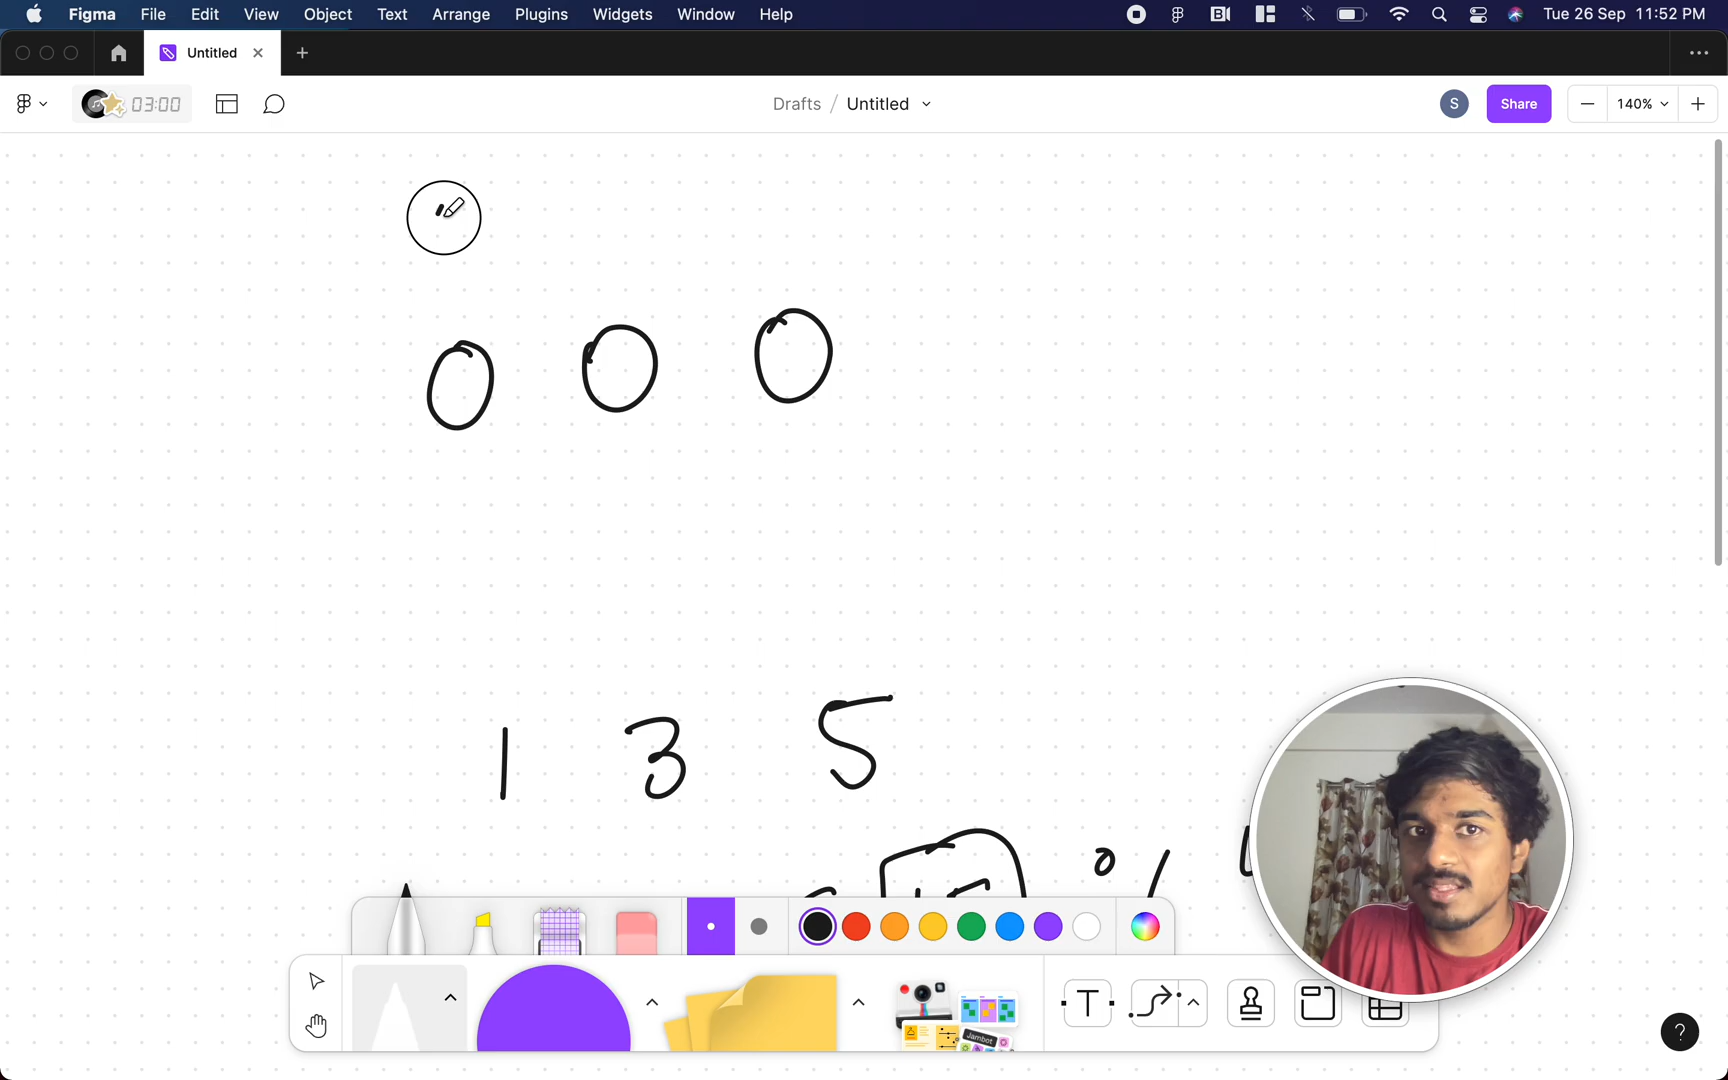 Figma File Edit View Object Text Arrange Plugins Widgets Window Help Tue 26 Sep 11:52 PM
Untitled
03:00 Drafts / Untitled S Share 140%
0 0 0
1 3 5
%
T
Jambot
?